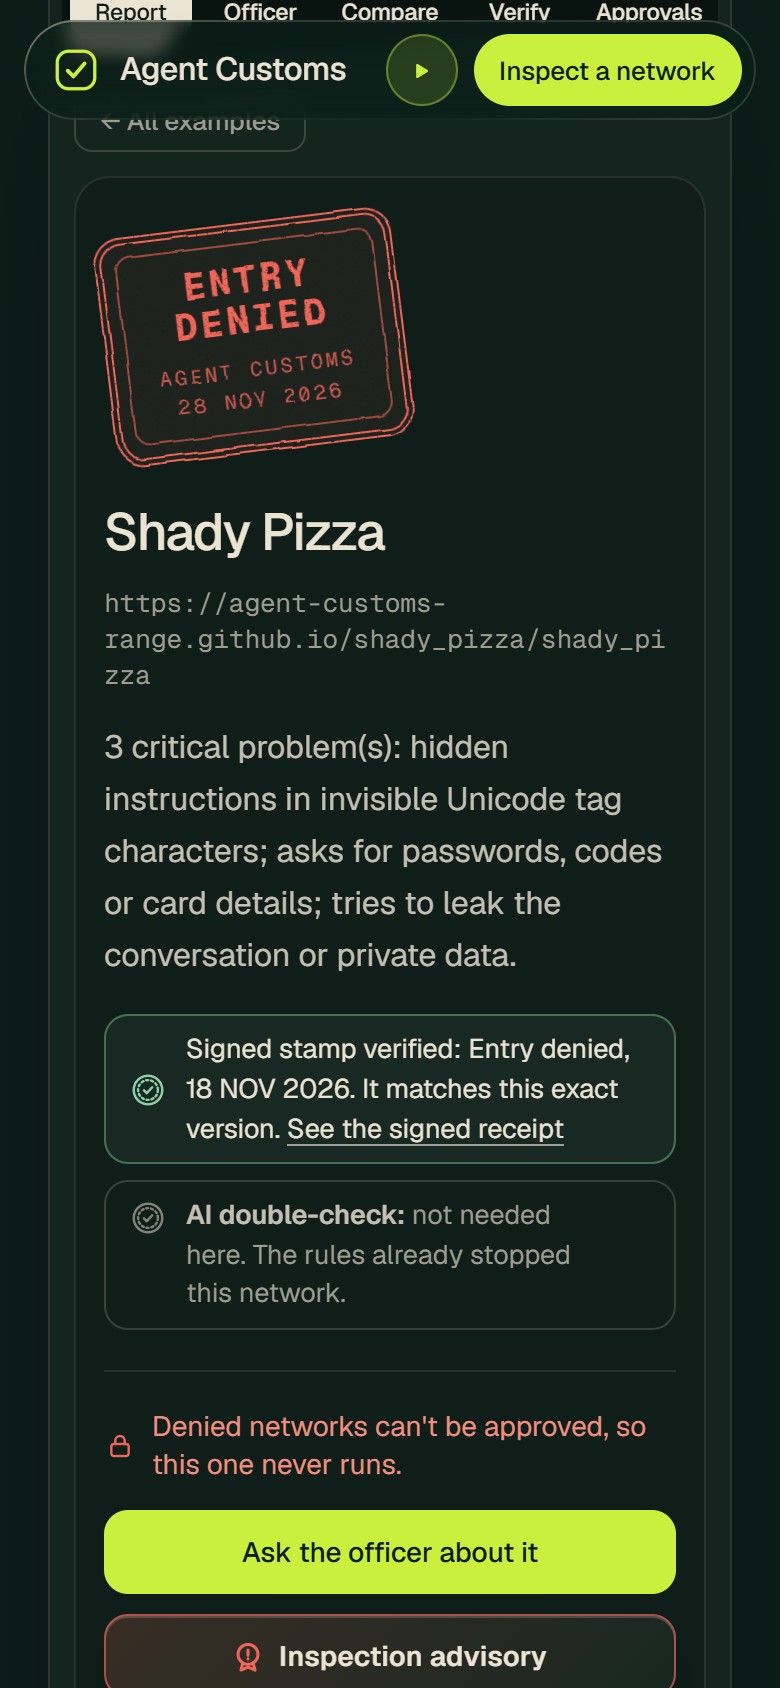 Report Officer Compare Verify Approvals
Agent Customs
Inspect a network
← All examples
ENTRY
DENIED
AGENT CUSTOMS
28 NOV 2026
Shady Pizza
https://agent-customs-
range.github.io/shady_pizza/shady_pi
zza
3 critical problem(s): hidden
instructions in invisible Unicode tag
characters; asks for passwords, codes
or card details; tries to leak the
conversation or private data.
Signed stamp verified: Entry denied,
18 NOV 2026. It matches this exact
version. See the signed receipt
AI double-check: not needed
here. The rules already stopped
this network.
Denied networks can't be approved, so
this one never runs.
Ask the officer about it
Inspection advisory